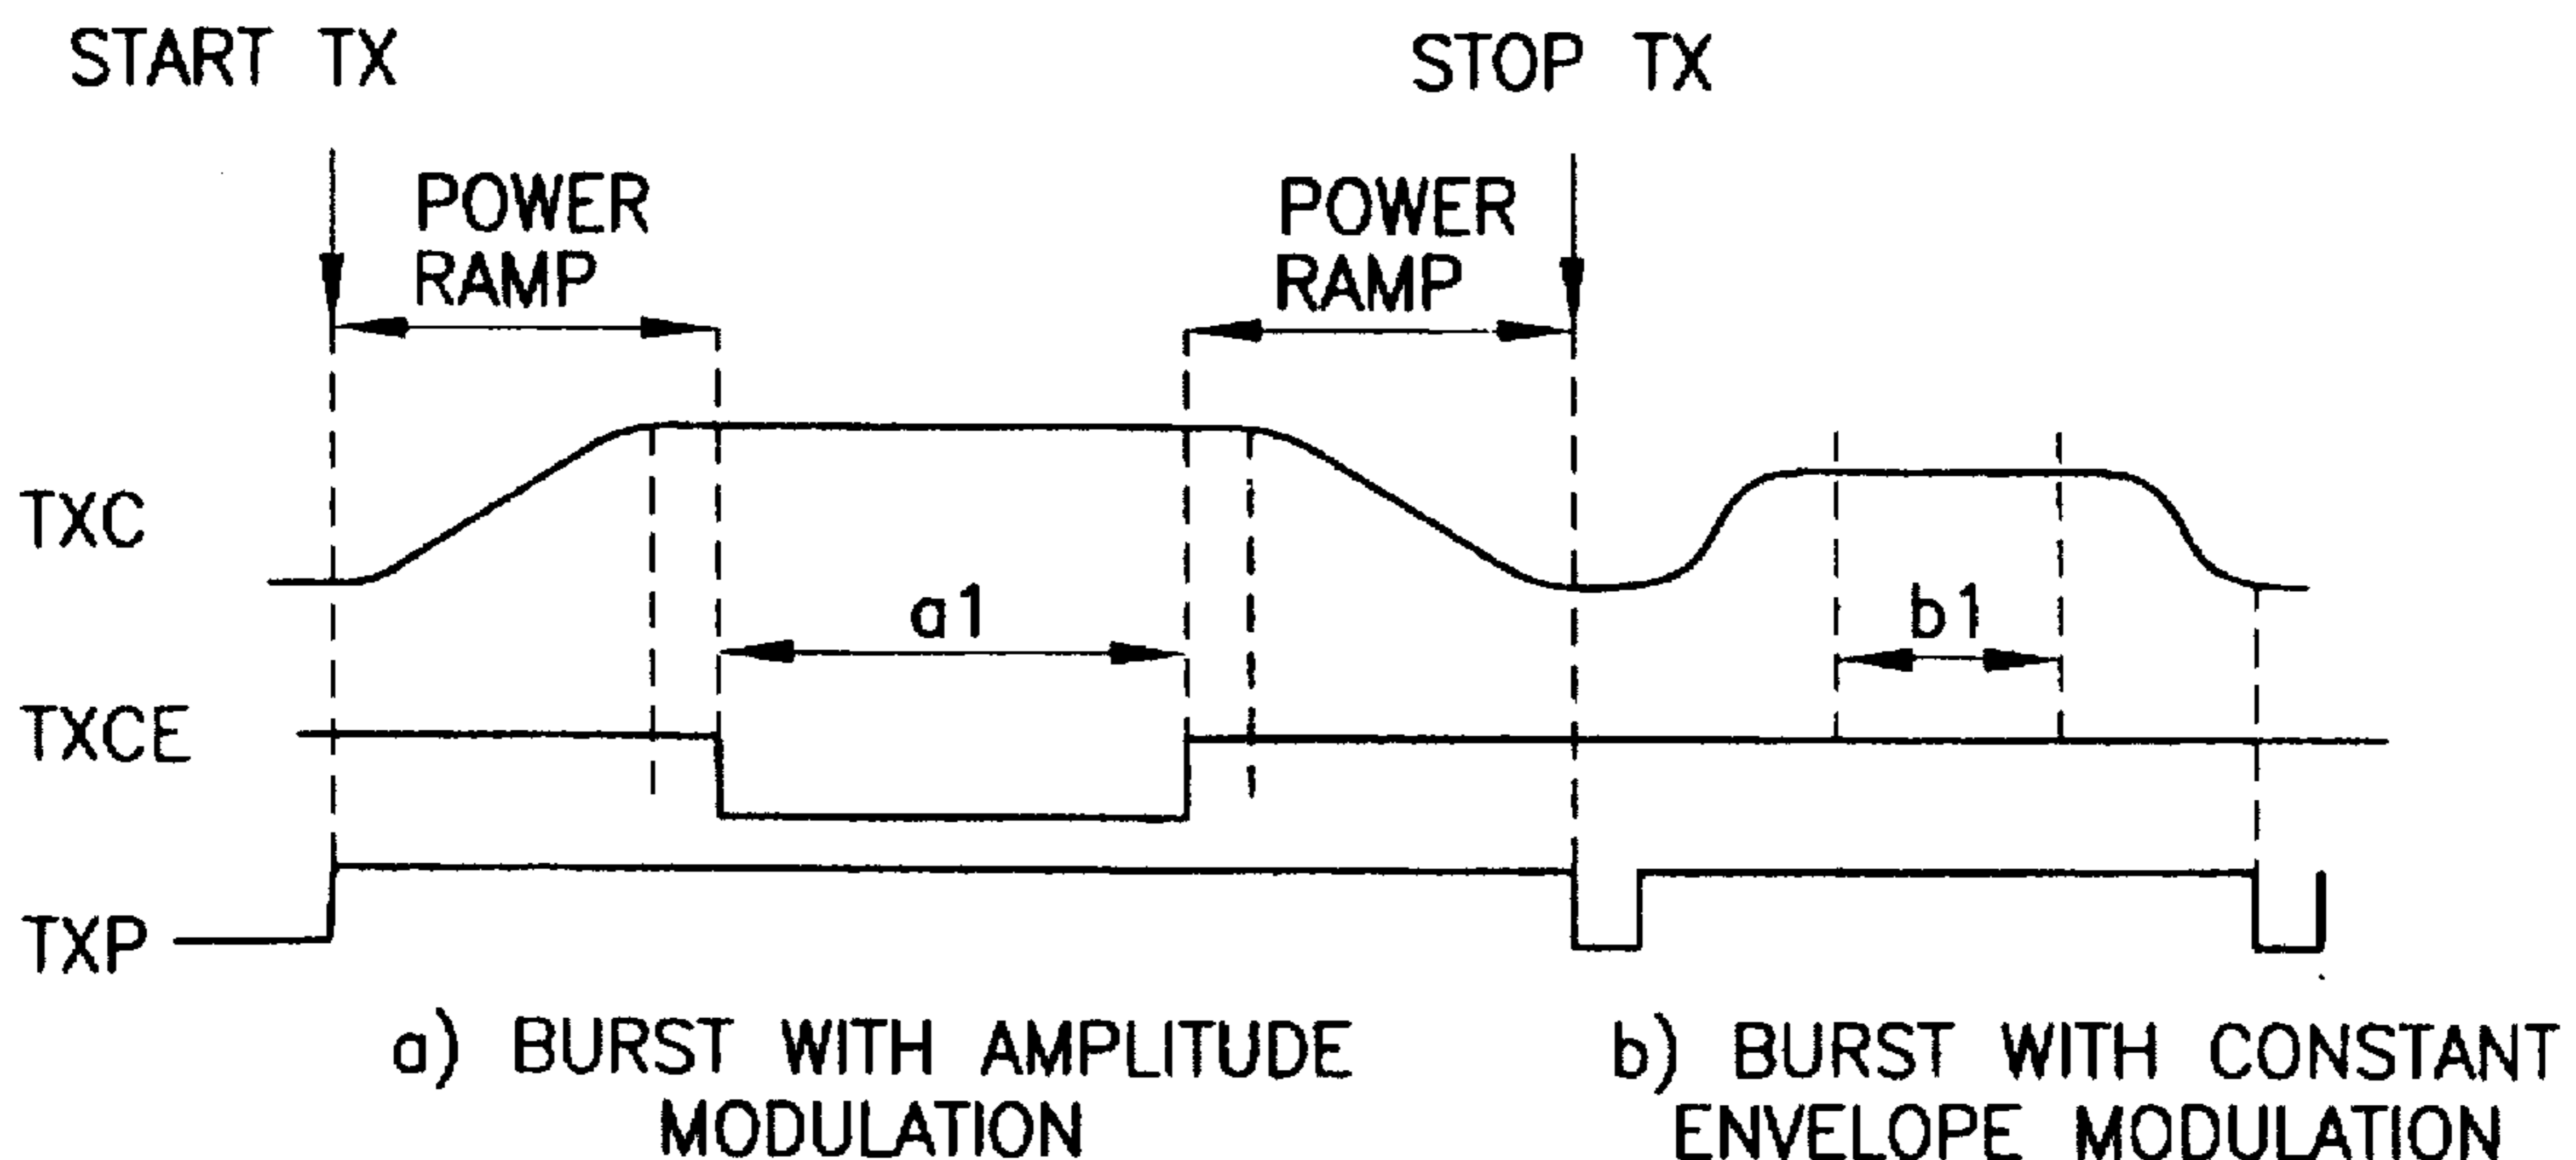 START TX
STOP TX
POWER
RAMP
POWER
RAMP
TXC
a1
b1
TXCE
TXP
a) BURST WITH AMPLITUDE
MODULATION
b) BURST WITH CONSTANT
ENVELOPE MODULATION